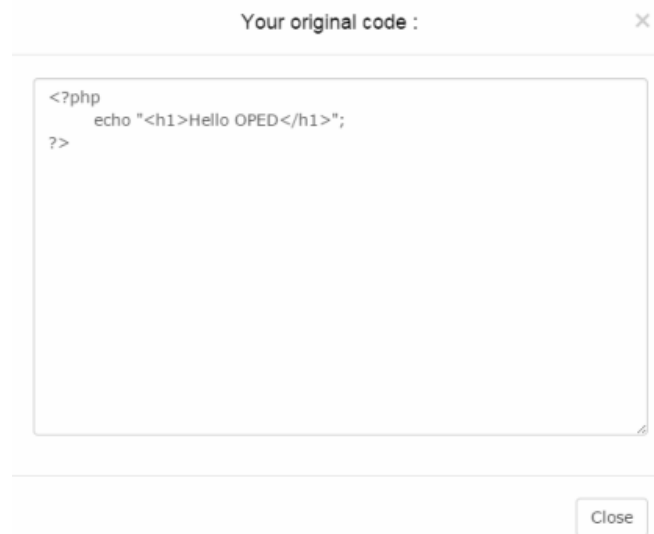 Your original code :
×
<?php
echo "<h1>Hello OPED</h1>";
?>
Close